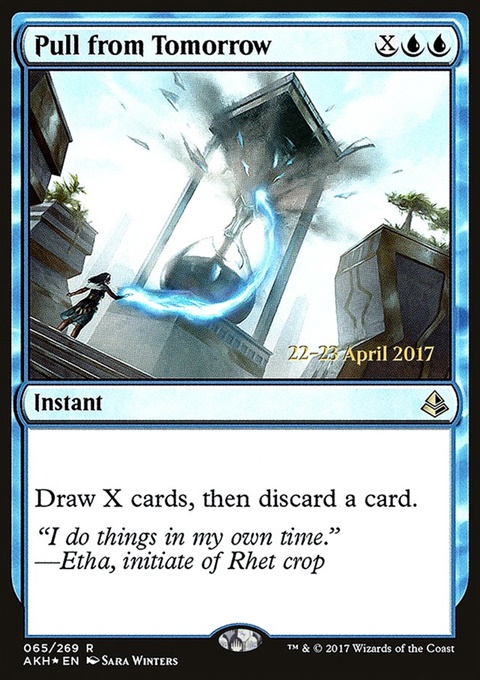 Pull from Tomorrow X
22–23 April 2017
Instant
Draw X cards, then discard a card.
“I do things in my own time.”
—Etha, initiate of Rhet crop
065/269 R
AKH★EN Sara Winters
™ & © 2017 Wizards of the Coast